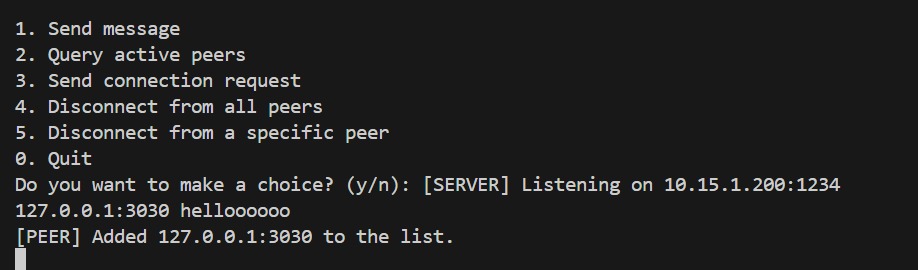 1. Send message
2. Query active peers
3. Send connection request
4. Disconnect from all peers
5. Disconnect from a specific peer
0. Quit
Do you want to make a choice? (y/n): [SERVER] Listening on 10.15.1.200:1234
127.0.0.1:3030 helloooooo
[PEER] Added 127.0.0.1:3030 to the list.